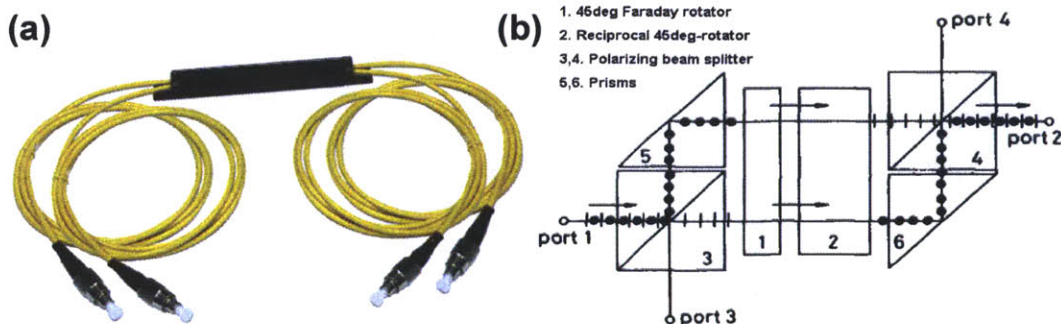 (a)
(b)
1. 45deg Faraday rotator
2. Reciprocal 45deg-rotator
3,4. Polarizing beam splitter
5,6. Prisms
port 4
port 2
5
4
port 1
3
1
2
6
port 3